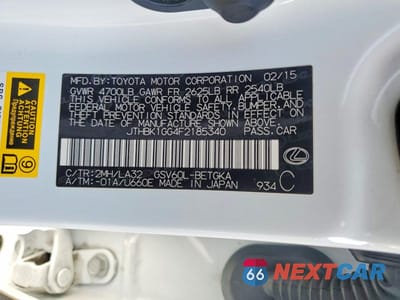 MFD. BY: TOYOTA MOTOR CORPORATION 02/15
GVWR 4700LB GAWR FR 2625LB RR 2540LB
THIS VEHICLE CONFORMS TO ALL APPLICABLE
FEDERAL MOTOR VEHICLE SAFETY, BUMPER, AND
THEFT PREVENTION STANDARDS IN EFFECT ON
THE DATE OF MANUFACTURE SHOWN ABOVE.
JTHBK1GG4F2185340 PASS.CAR
C/TR:2MH/LA32 GSV60L-BETGKA
A/TM:-01A/U660E MADE IN JAPAN 934 C
66 NEXTCAR